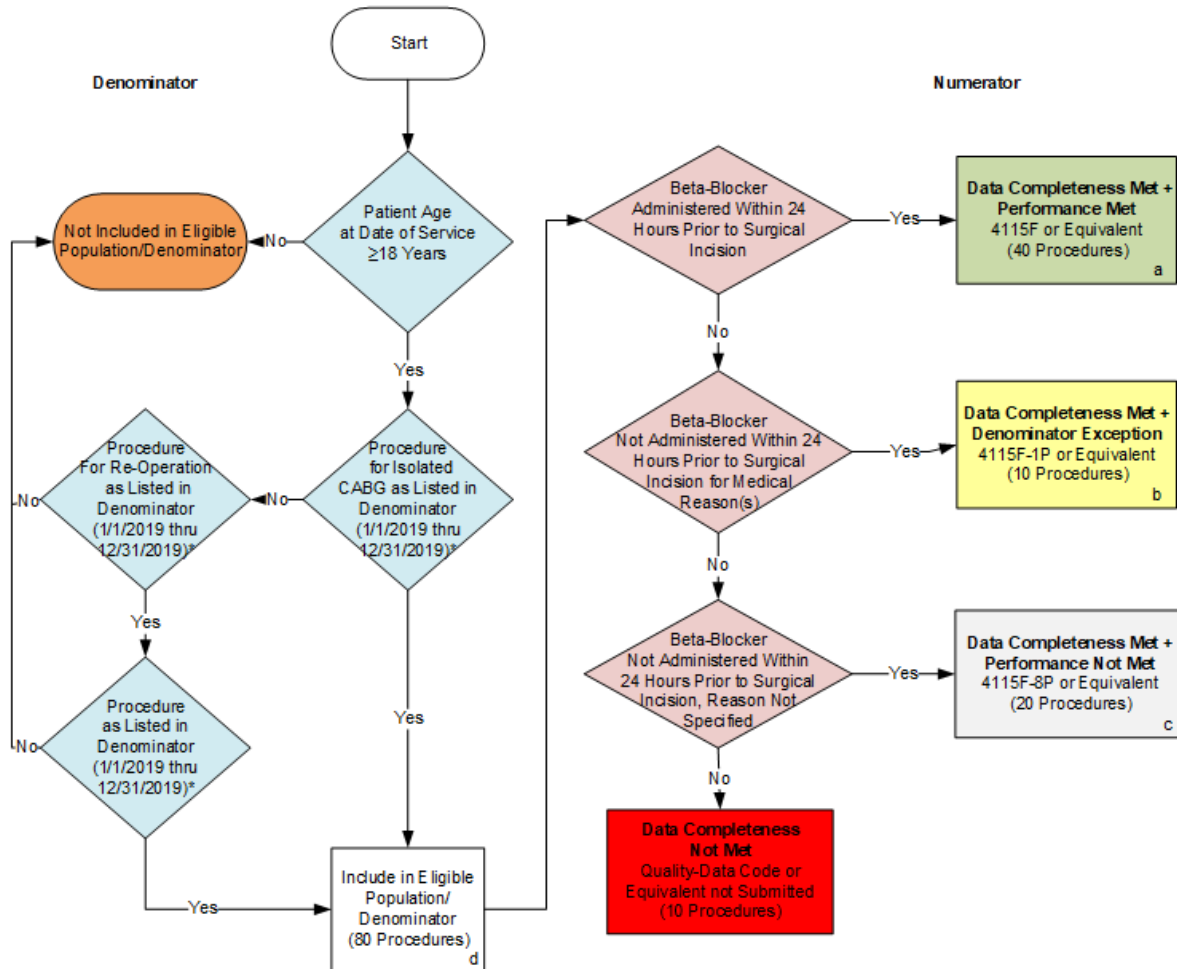 Start
Denominator
Numerator
Patient Age
at Date of Service
≥18 Years
No
Not Included in Eligible
Population/Denominator
Yes
Procedure
for Isolated
CABG as Listed in
Denominator
(1/1/2019 thru
12/31/2019)*
No
Procedure
For Re-Operation
as Listed in
Denominator
(1/1/2019 thru
12/31/2019)*
No
Yes
Procedure
as Listed in
Denominator
(1/1/2019 thru
12/31/2019)*
No
Yes
Yes
Include in Eligible
Population/
Denominator
(80 Procedures)
d
Beta-Blocker
Administered Within 24
Hours Prior to Surgical
Incision
Yes
Data Completeness Met +
Performance Met
4115F or Equivalent
(40 Procedures)
a
No
Beta-Blocker
Not Administered Within 24
Hours Prior to Surgical
Incision for Medical
Reason(s)
Yes
Data Completeness Met +
Denominator Exception
4115F-1P or Equivalent
(10 Procedures)
b
No
Beta-Blocker
Not Administered Within
24 Hours Prior to Surgical
Incision, Reason Not
Specified
Yes
Data Completeness Met +
Performance Not Met
4115F-8P or Equivalent
(20 Procedures)
c
No
Data Completeness
Not Met
Quality-Data Code or
Equivalent not Submitted
(10 Procedures)